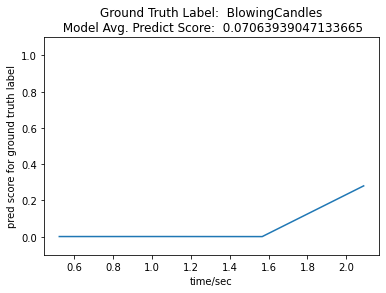 Ground Truth Label:  BlowingCandles
Model Avg. Predict Score:  0.07063939047133665
pred score for ground truth label
1.0
0.8
0.6
0.4
0.2
0.0
0.6 0.8 1.0 1.2 1.4 1.6 1.8 2.0
time/sec